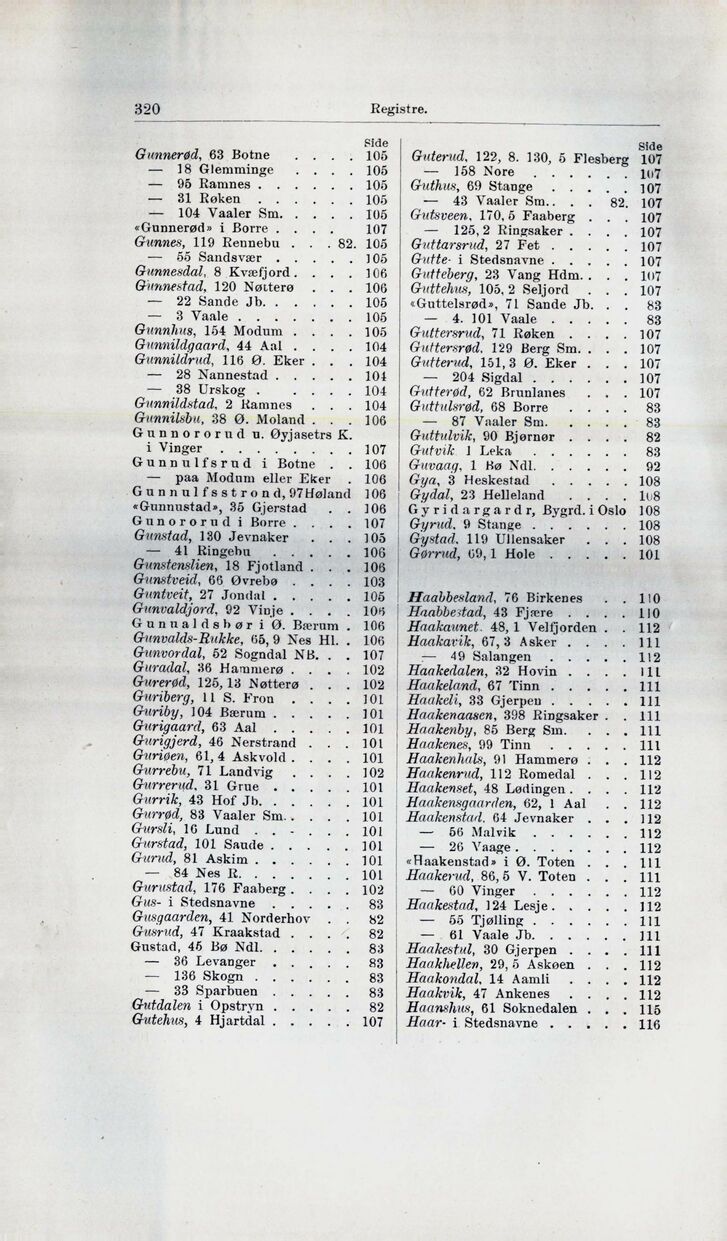 320
Registre.
Side
Gunnerød, 63 Botne . . . . 105
— 18 Glemminge . . . . 105
— 95 Ramnes . . . . . . 105
— 31 Røken . . . . . . 105
— 104 Vaaler Sm. . . . . 105
«Gunnerød» i Borre . . . . 107
Gunnes, 119 Rennebu . . . 82. 105
— 55 Sandsvær . . . . . 105
Gunnesdal, 8 Kvæfjord . . . . 106
Gunnestad, 120 Nøtterø . . . 106
— 22 Sande Jb. . . . . . 105
— 3 Vaale . . . . . . . 105
Gunnhus, 154 Modum . . . . 105
Gunnildgaard, 44 Aal . . . . 104
Gunnildrud, 116 Ø. Eker . . . 104
— 28 Nannestad . . . . . 104
— 38 Urskog . . . . . . 104
Gunnildstad, 2 Ramnes . . . 104
Gunnilsbu, 38 Ø. Moland . . . 106
Gunnororud u. Øyjasetrs K.
i Vinger . . . . . . . 107
Gunnulfsrud i Botne . . 106
— paa Modum eller Eker . 106
Gunnulfsstrond, 97 Høland 106
«Gunnustad», 35 Gjerstad . . 106
Gunororud i Borre . . . . 107
Gunstad, 130 Jevnaker . . . 105
— 41 Ringebu . . . . . 106
Gunstenslien, 18 Fjotland . . . 106
Gunstveid, 66 Øvrebø . . . . 103
Guntveit, 27 Jondal . . . . . 105
Gunvaldjord, 92 Vinje . . . . 106
Gunualdsbør i Ø. Bærum . 106
Gunvalds-Rukke, 65, 9 Nes Hl. . 106
Gunvordal, 52 Sogndal NB. . . 107
Guradal, 36 Hammerø . . . . 102
Gurerød, 125, 13 Nøtterø . . . 102
Guriberg, 11 S. Fron . . . . 101
Guriby, 104 Bærum . . . . . 101
Gurigaard, 63 Aal . . . . . 101
Gurigjerd, 46 Nerstrand . . . 101
Guriøen, 61, 4 Askvold . . . . 101
Gurrebu, 71 Landvig . . . . 102
Gurrerud, 31 Grue . . . . . 101
Gurrik, 43 Hof Jb. . . . . . 101
Gurrød, 83 Vaaler Sm. . . . . 101
Gursli, 16 Lund . . . . . . 101
Gurstad, 101 Saude . . . . . 101
Gurud, 81 Askim . . . . . . 101
— 84 Nes R. . . . . . . 101
Gurustad, 176 Faaberg . . . . 102
Gus- i Stedsnavne . . . . . 83
Gusgaarden, 41 Norderhov . . 82
Gusrud, 47 Kraakstad . . . . 82
Gustad, 45 Bø Ndl. . . . . . 83
— 36 Levanger . . . . . 83
— 136 Skogn . . . . . . 83
— 33 Sparbuen . . . . . 83
Gutdalen i Opstryn . . . . . 82
Gutehus, 4 Hjartdal . . . . . 107
Side
Guterud, 122, 8. 130, 5 Flesberg 107
— 158 Nore . . . . . . 107
Guthus, 69 Stange . . . . . 107
— 43 Vaaler Sm. . . . 82. 107
Gutsveen, 170, 5 Faaberg . . . 107
— 125, 2 Ringsaker . . . . 107
Guttarsrud, 27 Fet . . . . . 107
Gutte- i Stedsnavne . . . . . 107
Gutteberg, 23 Vang Hdm. . . . 107
Guttehus, 105, 2 Seljord . . . 107
«Guttelsrød», 71 Sande Jb. . . 83
— 4. 101 Vaale . . . . . 83
Guttersrud, 71 Røken . . . . 107
Guttersrød, 129 Berg Sm. . . . 107
Gutterud, 151, 3 Ø. Eker . . . 107
— 204 Sigdal . . . . . . 107
Gutterød, 62 Brunlanes . . . 107
Guttulsrød, 68 Borre . . . . 83
— 87 Vaaler Sm. . . . . 83
Guttulvik, 90 Bjørnør . . . . 82
Gutvik 1 Leka . . . . . . 83
Guvaag, 1 Bø Ndl. . . . . . 92
Gya, 3 Heskestad . . . . . 108
Gydal, 23 Helleland . . . . 108
Gyridargardr, Bygrd. i Oslo 108
Gyrud, 9 Stange . . . . . . 108
Gystad, 119 Ullensaker . . . 108
Gørrud, 69, 1 Hole . . . . . 101
Haabbesland, 76 Birkenes . . 110
Haabbestad, 43 Fjære . . . . 110
Haakaunet, 48, 1 Velfjorden . . 112
Haakavik, 67, 3 Asker . . . . 111
— 49 Salangen . . . . . 112
Haakedalen, 32 Hovin . . . . 111
Haakeland, 67 Tinn . . . . . 111
Haakeli, 33 Gjerpen . . . . . 111
Haakenaasen, 398 Ringsaker . . 111
Haakenby, 85 Berg Sm. . . . 111
Haakenes, 99 Tinn . . . . . 111
Haakenhals, 91 Hammerø . . . 112
Haakenrud, 112 Romedal . . . 112
Haakenset, 48 Lødingen . . . . 112
Haakensgaarden, 62, 1 Aal . . 112
Haakenstad, 64 Jevnaker . . . 112
— 56 Malvik . . . . . . 112
— 26 Vaage . . . . . . . 112
«Haakenstad» i Ø. Toten . . . 111
Haakerud, 86, 5 V. Toten . . . 111
— 60 Vinger . . . . . . 112
Haakestad, 124 Lesje . . . . . 112
— 55 Tjølling . . . . . . 111
— 61 Vaale Jb. . . . . . 111
Haakestul, 30 Gjerpen . . . . 111
Haakhellen, 29, 5 Askøen . . . 112
Haakondal, 14 Aamli . . . . 112
Haakvik, 47 Ankenes . . . . 112
Haanshus, 61 Soknedalen . . . 115
Haar- i Stedsnavne . . . . . 116